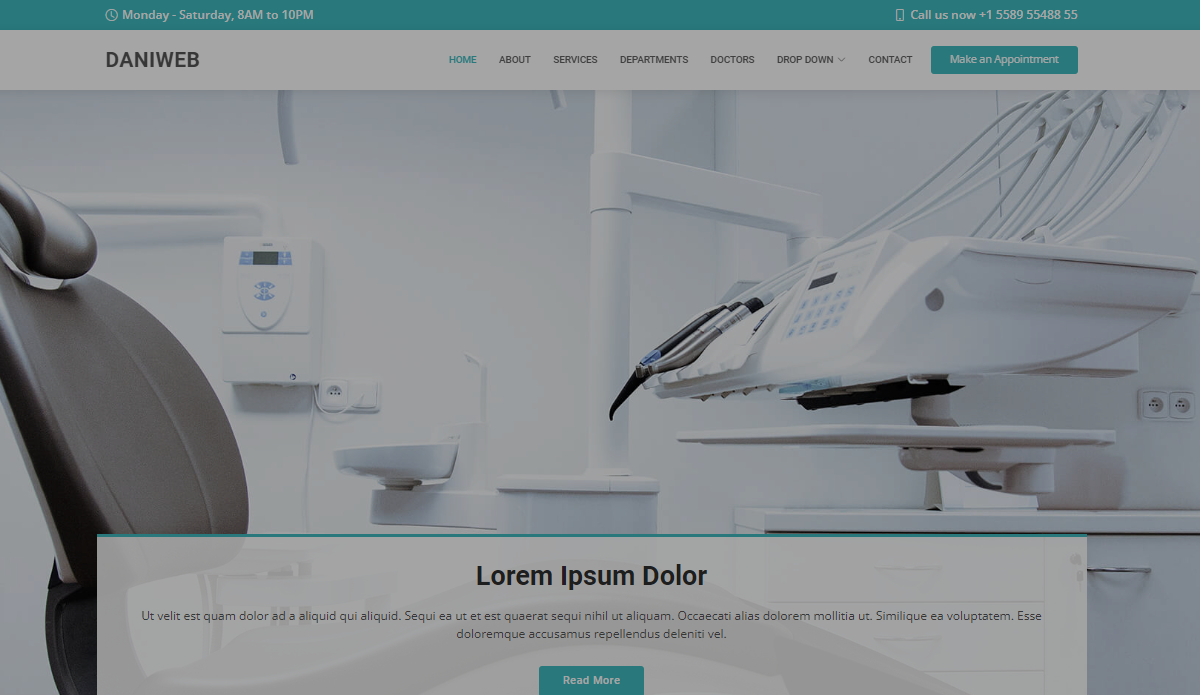 Monday - Saturday, 8AM to 10PM
Call us now +1 5589 55488 55
DANIWEB
HOME
ABOUT
SERVICES
DEPARTMENTS
DOCTORS
DROP DOWN
CONTACT
Make an Appointment
Lorem Ipsum Dolor
Ut velit est quam dolor ad a aliquid qui aliquid. Sequi ea ut et est quaerat sequi nihil ut aliquam. Occaecati alias dolorem mollitia ut. Similique ea voluptatem. Esse
doloremque accusamus repellendus deleniti vel.
Read More